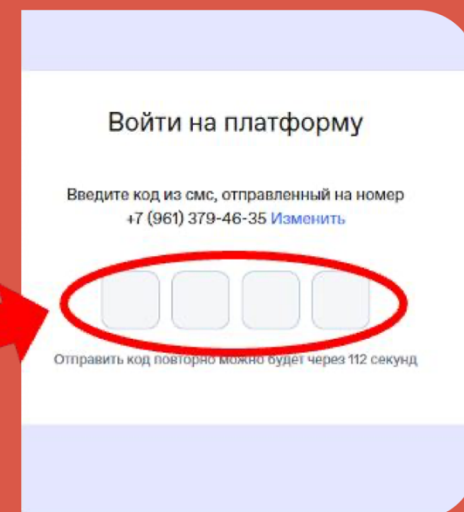 Войти на платформу
Введите код из смс, отправленный на номер
+7 (961) 379-46-35 Изменить
Отправить код повторно можно будет через 112 секунд